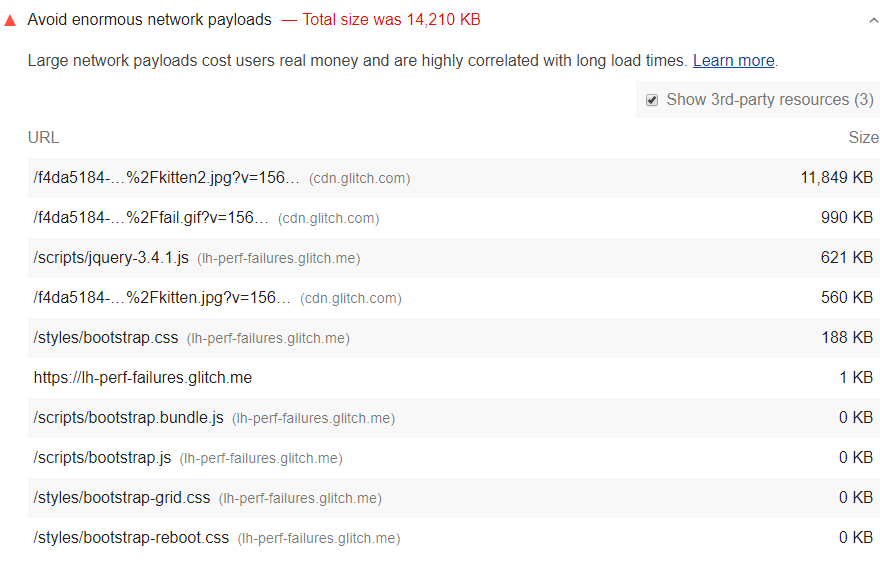 Avoid enormous network payloads — Total size was 14,210 KB
Large network payloads cost users real money and are highly correlated with long load times. Learn more.
Show 3rd-party resources (3)
URL Size
/f4da5184-…%2Fkitten2.jpg?v=156… (cdn.glitch.com) 11,849 KB
/f4da5184-…%2Ffail.gif?v=156… (cdn.glitch.com) 990 KB
/scripts/jquery-3.4.1.js (lh-perf-failures.glitch.me) 621 KB
/f4da5184-…%2Fkitten.jpg?v=156… (cdn.glitch.com) 560 KB
/styles/bootstrap.css (lh-perf-failures.glitch.me) 188 KB
https://lh-perf-failures.glitch.me 1 KB
/scripts/bootstrap.bundle.js (lh-perf-failures.glitch.me) 0 KB
/scripts/bootstrap.js (lh-perf-failures.glitch.me) 0 KB
/styles/bootstrap-grid.css (lh-perf-failures.glitch.me) 0 KB
/styles/bootstrap-reboot.css (lh-perf-failures.glitch.me) 0 KB